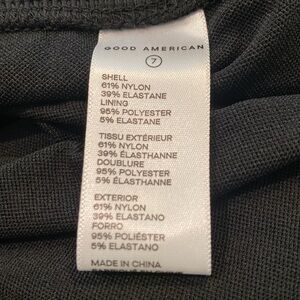 GOOD AMERICAN
7
SHELL
61% NYLON
39% ELASTANE
LINING
95% POLYESTER
5% ELASTANE
TISSU EXTÉRIEUR
61% NYLON
39% ÉLASTHANNE
DOUBLURE
95% POLYESTER
5% ÉLASTHANNE
EXTERIOR
61% NYLON
39% ELASTANO
FORRO
95% POLIÉSTER
5% ELASTANO
MADE IN CHINA